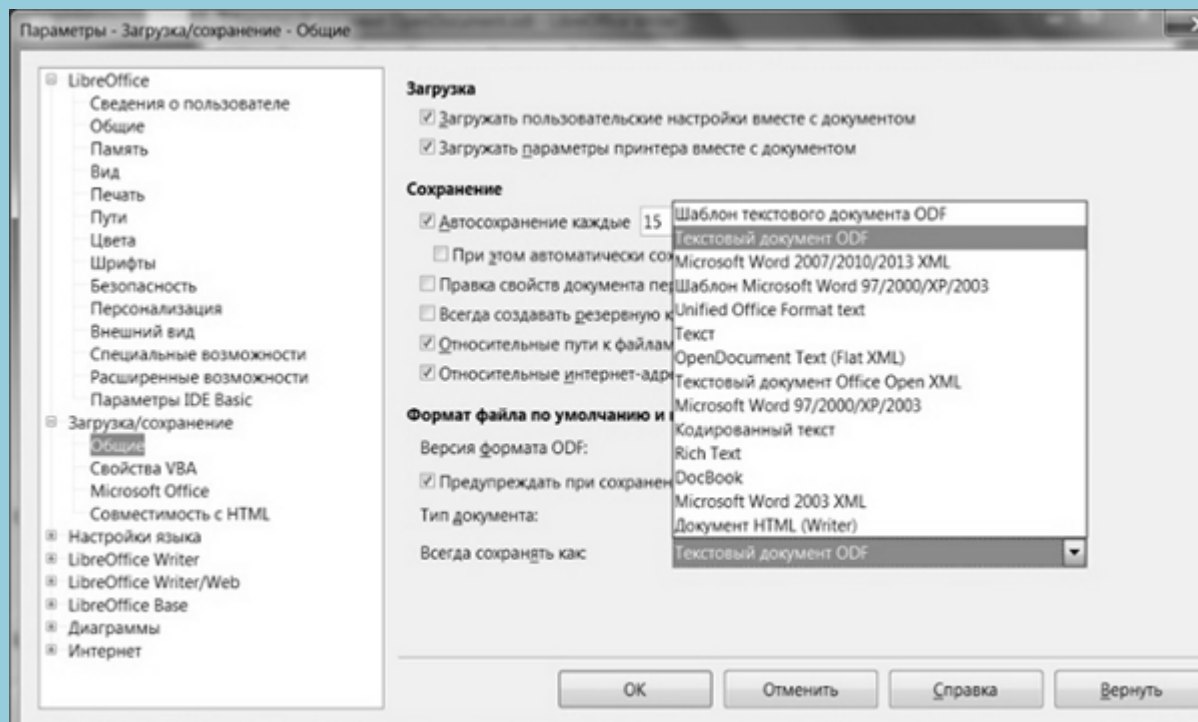 Параметры - Загрузка/сохранение - Общие
LibreOffice
Сведения о пользователе
Общие
Память
Вид
Печать
Пути
Цвета
Шрифты
Безопасность
Персонализация
Внешний вид
Специальные возможности
Расширенные возможности
Параметры IDE Basic
Загрузка/сохранение
Общие
Свойства VBA
Microsoft Office
Совместимость с HTML
Настройки языка
LibreOffice Writer
LibreOffice Writer/Web
LibreOffice Base
Диаграммы
Интернет
Загрузка
Загружать пользовательские настройки вместе с документом
Загружать параметры принтера вместе с документом
Сохранение
Автосохранение каждые 15
При этом автоматически
Правка свойств документа
Всегда создавать резервную
Относительные пути к файлам
Относительные
Формат файла по умолчанию и
Версия формата ODF:
Предупреждать при
Тип документа:
Всегда сохранять как:
Шаблон текстового документа ODF
Текстовый документ ODF
Microsoft Word 2007/2010/2013 XML
Шаблон Microsoft Word 97/2000/XP/2003
Unified Office Format text
Текст
OpenDocument Text (Flat XML)
Текстовый документ Office Open XML
Microsoft Word 97/2000/XP/2003
Кодированный текст
Rich Text
DocBook
Microsoft Word 2003 XML
Документ HTML (Writer)
Текстовый документ ODF
OK
Отменить
Справка
Вернуть